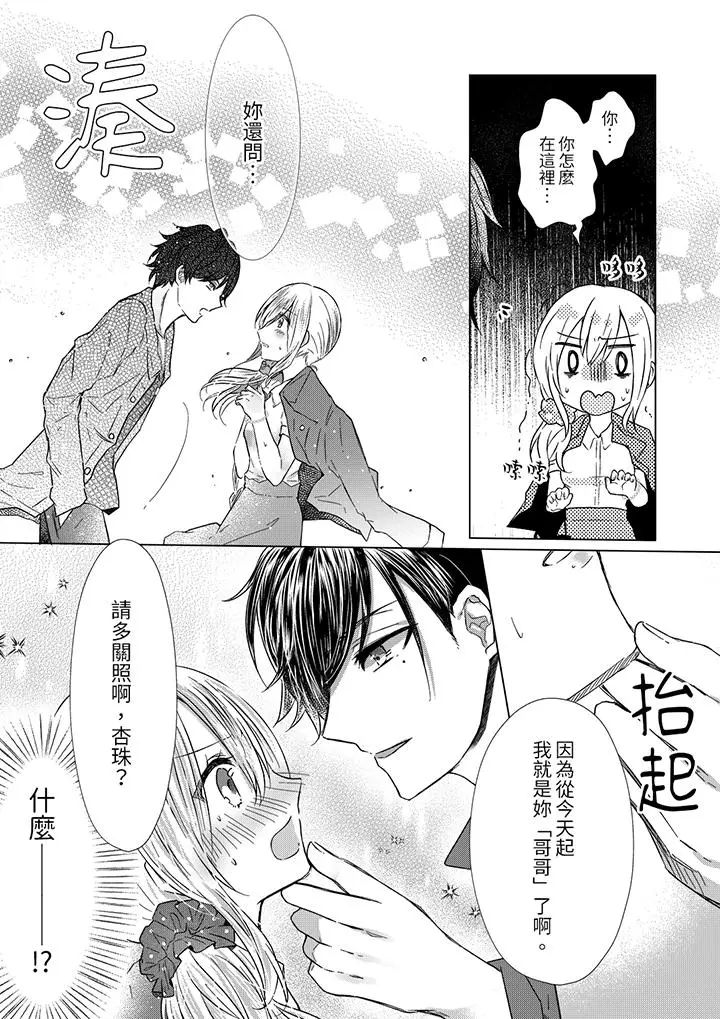 你…
你怎麼
在這裡…
哆哆
嗦嗦
妳還問…
湊
抬起
因為從今天起
我就是妳「哥哥」了啊。
請多關照啊，杏珠？
什麼——!?